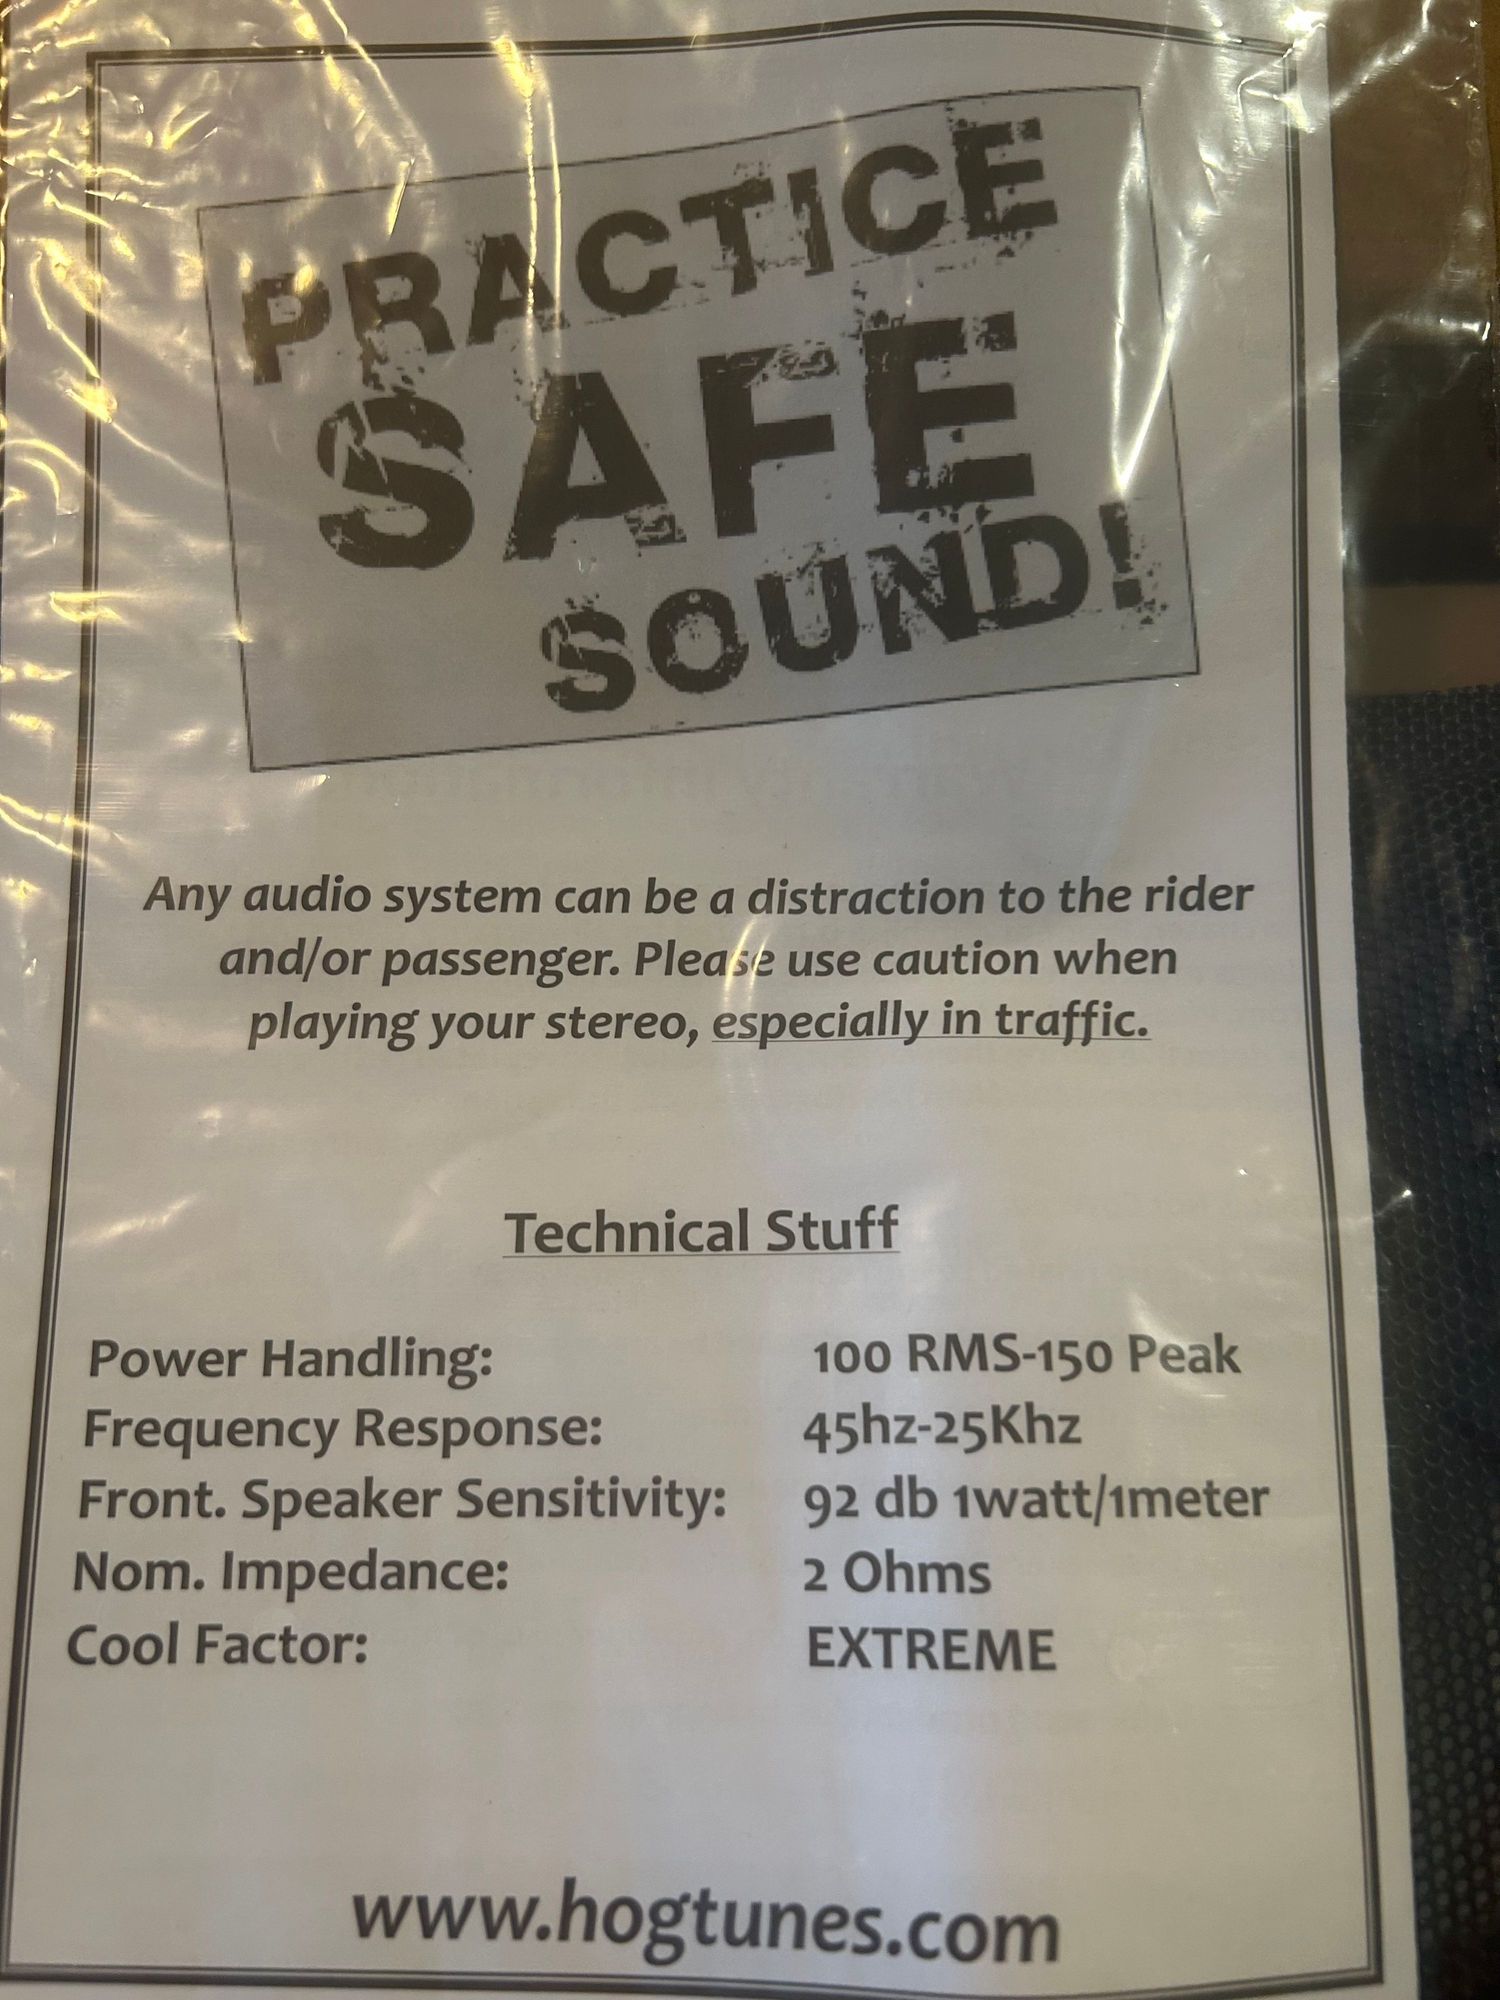 PRACTICE
SAFE
SOUND!
Any audio system can be a distraction to the rider
and/or passenger. Please use caution when
playing your stereo, especially in traffic.
Technical Stuff
Power Handling: 100 RMS-150 Peak
Frequency Response: 45hz-25Khz
Front. Speaker Sensitivity: 92 db 1watt/1meter
Nom. Impedance: 2 Ohms
Cool Factor: EXTREME
www.hogtunes.com